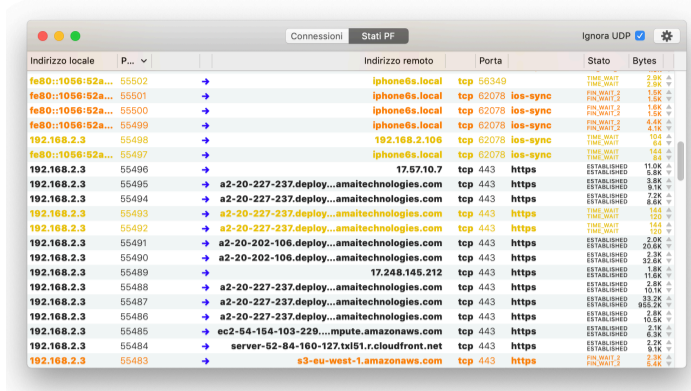 Connessioni Stati PF Ignora UDP
Indirizzo locale P... Indirizzo remoto Porta Stato Bytes
fe80::1056:52a... 55502 → iphone6s.local tcp 56349 TIME_WAIT 2.9K
TIME_WAIT 2.9K
fe80::1056:52a... 55501 → iphone6s.local tcp 62078 ios-sync FIN_WAIT_2 1.5K
FIN_WAIT_2 1.5K
fe80::1056:52a... 55500 → iphone6s.local tcp 62078 ios-sync FIN_WAIT_2 1.6K
FIN_WAIT_2 1.5K
fe80::1056:52a... 55499 → iphone6s.local tcp 62078 ios-sync FIN_WAIT_2 4.4K
FIN_WAIT_2 4.1K
192.168.2.3 55498 → 192.168.2.106 tcp 62078 ios-sync TIME_WAIT 104
TIME_WAIT 64
fe80::1056:52a... 55497 → iphone6s.local tcp 62078 ios-sync TIME_WAIT 144
TIME_WAIT 84
192.168.2.3 55496 → 17.57.10.7 tcp 443 https ESTABLISHED 11.0K
ESTABLISHED 5.8K
192.168.2.3 55495 → a2-20-227-237.deploy...amaitechnologies.com tcp 443 https ESTABLISHED 3.8K
ESTABLISHED 9.1K
192.168.2.3 55494 → a2-20-227-237.deploy...amaitechnologies.com tcp 443 https ESTABLISHED 7.2K
ESTABLISHED 8.6K
192.168.2.3 55493 → a2-20-227-237.deploy...amaitechnologies.com tcp 443 https TIME_WAIT 144
TIME_WAIT 120
192.168.2.3 55492 → a2-20-227-237.deploy...amaitechnologies.com tcp 443 https TIME_WAIT 144
TIME_WAIT 120
192.168.2.3 55491 → a2-20-202-106.deploy...amaitechnologies.com tcp 443 https ESTABLISHED 2.0K
ESTABLISHED 20.6K
192.168.2.3 55490 → a2-20-202-106.deploy...amaitechnologies.com tcp 443 https ESTABLISHED 2.3K
ESTABLISHED 32.6K
192.168.2.3 55489 → 17.248.145.212 tcp 443 https ESTABLISHED 1.8K
ESTABLISHED 11.6K
192.168.2.3 55488 → a2-20-227-237.deploy...amaitechnologies.com tcp 443 https ESTABLISHED 2.8K
ESTABLISHED 10.1K
192.168.2.3 55487 → a2-20-227-237.deploy...amaitechnologies.com tcp 443 https ESTABLISHED 33.2K
ESTABLISHED 955.2K
192.168.2.3 55486 → a2-20-227-237.deploy...amaitechnologies.com tcp 443 https ESTABLISHED 2.8K
ESTABLISHED 10.5K
192.168.2.3 55485 → ec2-54-154-103-229....mpute.amazonaws.com tcp 443 https ESTABLISHED 2.1K
ESTABLISHED 6.3K
192.168.2.3 55484 → server-52-84-160-127.txl51.r.cloudfront.net tcp 443 https ESTABLISHED 2.2K
ESTABLISHED 9.1K
192.168.2.3 55483 → s3-eu-west-1.amazonaws.com tcp 443 https FIN_WAIT_2 2.3K
FIN_WAIT_2 5.4K